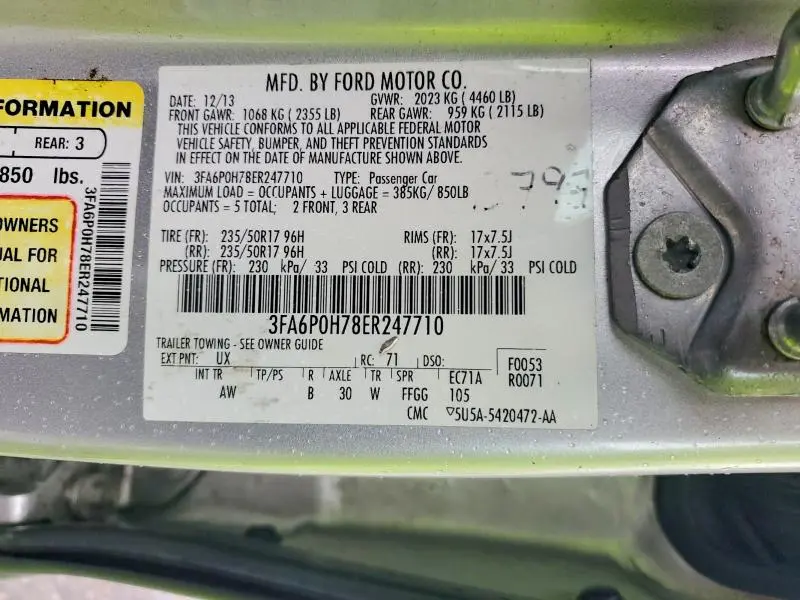 FORMATION
REAR: 3
850 lbs.
OWNERS
UAL FOR
TIONAL
MATION
3FA6P0H78ER247710
MFD. BY FORD MOTOR CO.
DATE: 12/13 GVWR: 2023 KG (4460 LB)
FRONT GAWR: 1068 KG (2355 LB) REAR GAWR: 959 KG (2115 LB)
THIS VEHICLE CONFORMS TO ALL APPLICABLE FEDERAL MOTOR
VEHICLE SAFETY, BUMPER, AND THEFT PREVENTION STANDARDS
IN EFFECT ON THE DATE OF MANUFACTURE SHOWN ABOVE.
VIN: 3FA6P0H78ER247710 TYPE: Passenger Car
MAXIMUM LOAD = OCCUPANTS + LUGGAGE = 385KG/ 850LB
OCCUPANTS = 5 TOTAL; 2 FRONT, 3 REAR
797
TIRE (FR): 235/50R17 96H RIMS (FR): 17x7.5J
(RR): 235/50R17 96H (RR): 17x7.5J
PRESSURE (FR): 230 kPa/ 33 PSI COLD (RR): 230 kPa/ 33 PSI COLD
3FA6P0H78ER247710
TRAILER TOWING - SEE OWNER GUIDE
EXT PNT: UX RC: 71 DSO: F0053
INT TR TP/PS R AXLE TR SPR EC71A R0071
AW B 30 W FFGG 105
CMC ▽5U5A-5420472-AA